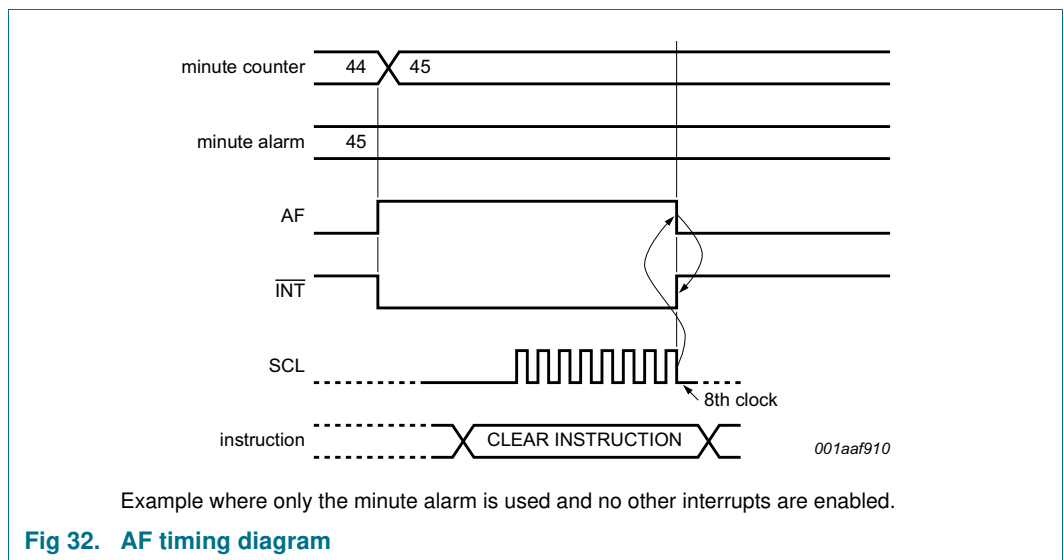 minute counter 44 45
minute alarm 45
AF
INT
SCL
8th clock
instruction CLEAR INSTRUCTION 001aaf910
Example where only the minute alarm is used and no other interrupts are enabled.
Fig 32. AF timing diagram